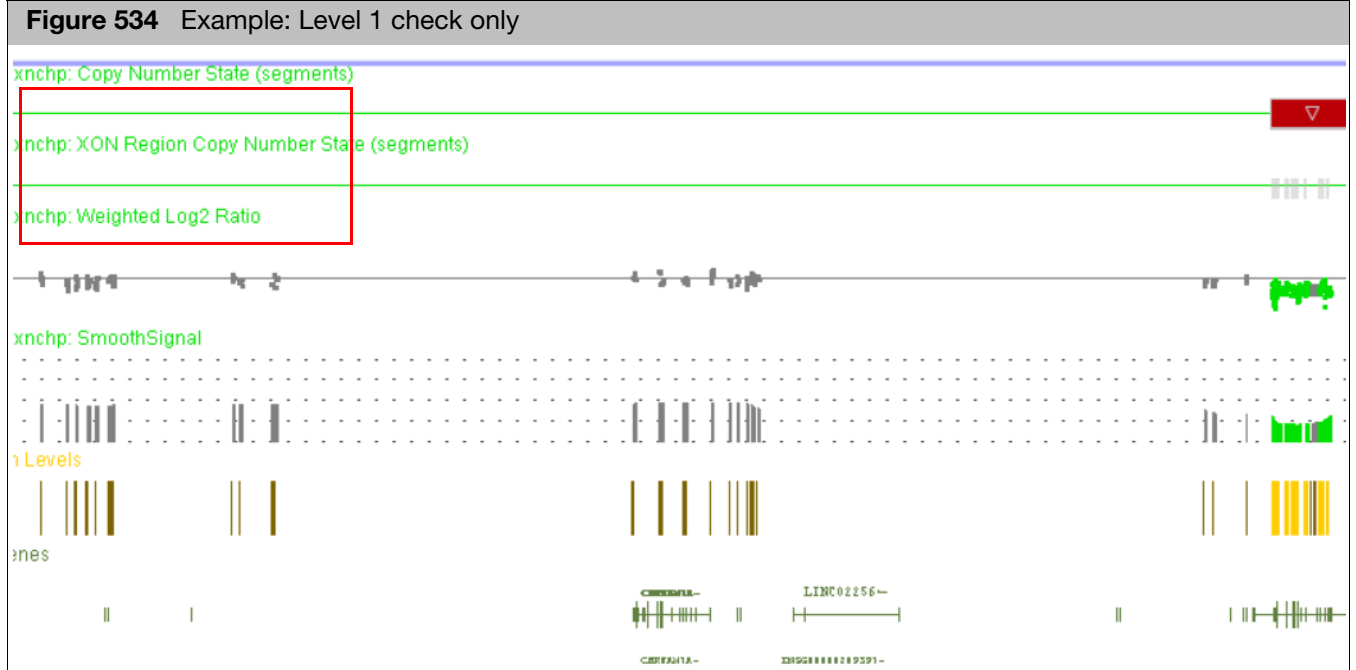 Figure 534 Example: Level 1 check only
xnchp: Copy Number State (segments)
xnchp: XON Region Copy Number State (segments)
xnchp: Weighted Log2 Ratio
xnchp: SmoothSignal
n Levels
enes
LINC02256